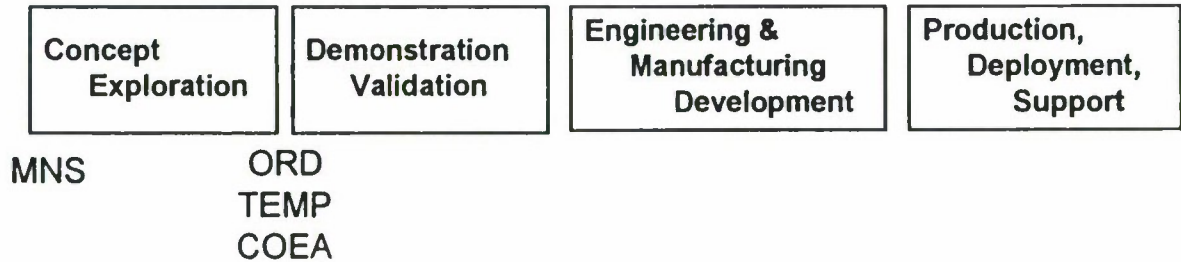 Concept
Exploration
Demonstration
Validation
Engineering &
Manufacturing
Development
Production,
Deployment,
Support
MNS
ORD
TEMP
COEA